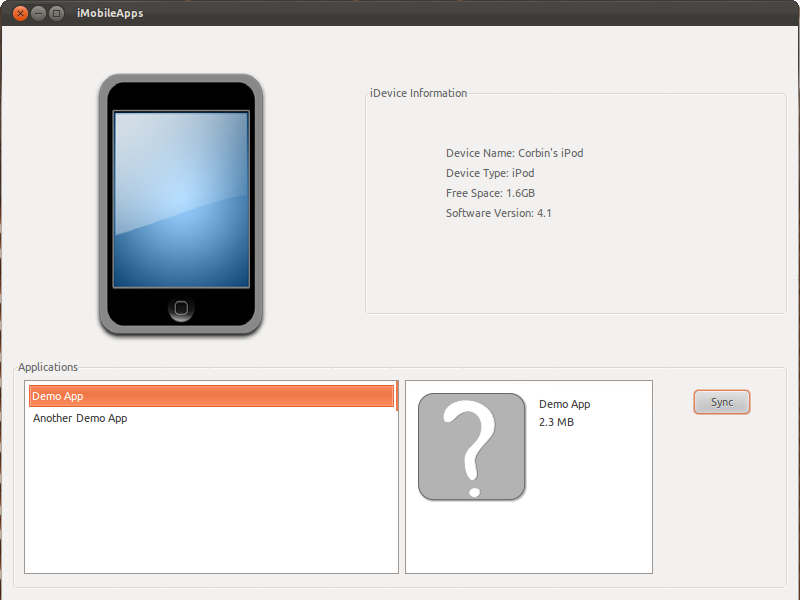 iMobileApps
iDevice Information
Device Name: Corbin's iPod
Device Type: iPod
Free Space: 1.6GB
Software Version: 4.1
Applications
Demo App
Another Demo App
?
Demo App
2.3 MB
Sync